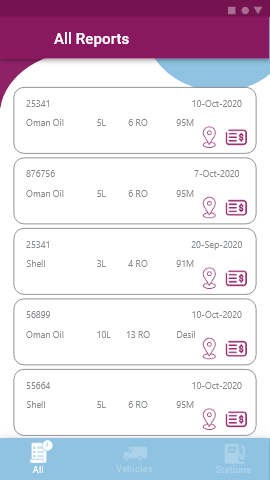 All Reports
25341 10-Oct-2020
Oman Oil 5L 6 RO 95M
876756 7-Oct-2020
Oman Oil 5L 6 RO 95M
25341 20-Sep-2020
Shell 3L 4 RO 91M
56899 10-Oct-2020
Oman Oil 10L 13 RO Desil
55664 10-Oct-2020
Shell 5L 6 RO 95M
All Vehicles Stations